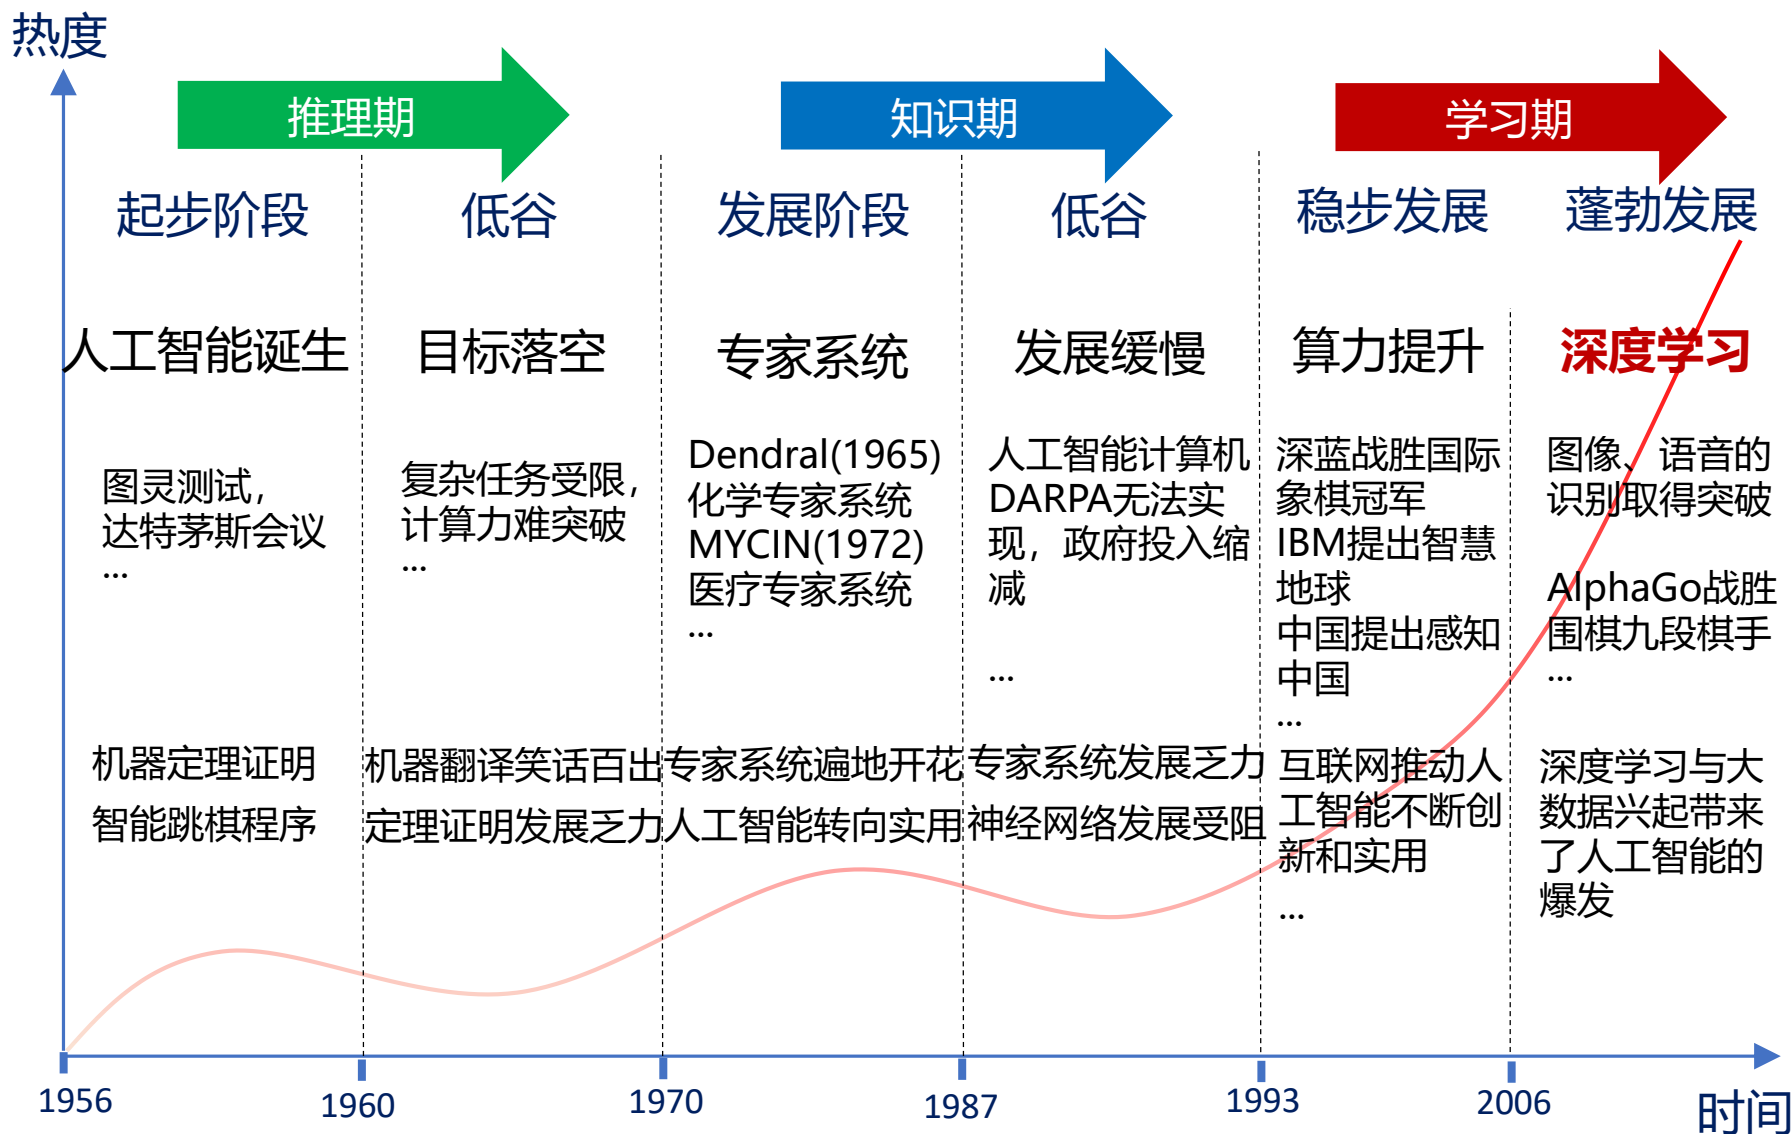 热度
推理期
知识期
学习期
起步阶段
低谷
发展阶段
低谷
稳步发展
蓬勃发展
人工智能诞生
目标落空
专家系统
发展缓慢
算力提升
深度学习
图灵测试，
达特茅斯会议
...
复杂任务受限，
计算力难突破
...
Dendral(1965)
化学专家系统
MYCIN(1972)
医疗专家系统
...
人工智能计算机
DARPA无法实
现，政府投入缩
减
...
深蓝战胜国际
象棋冠军
IBM提出智慧
地球
中国提出感知
中国
...
图像、语音的
识别取得突破
AlphaGo战胜
围棋九段棋手
...
机器定理证明
智能跳棋程序
机器翻译笑话百出
定理证明发展乏力
专家系统遍地开花
人工智能转向实用
专家系统发展乏力
神经网络发展受阻
互联网推动人
工智能不断创
新和实用
...
深度学习与大
数据兴起带来
了人工智能的
爆发
1956
1960
1970
1987
1993
2006
时间